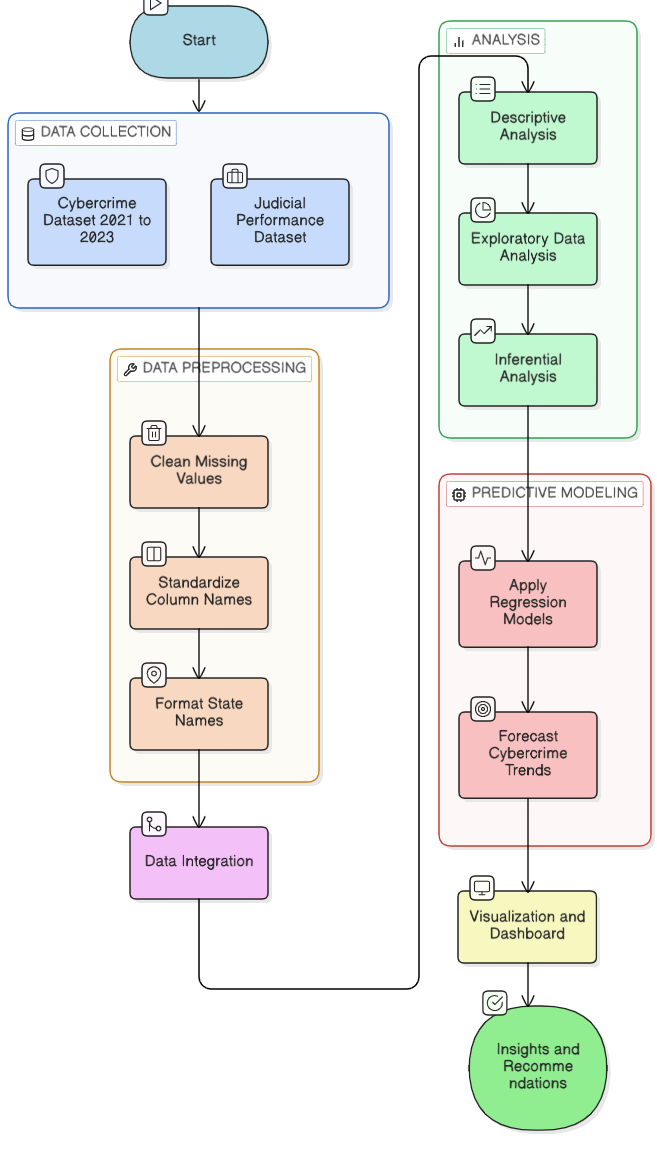 Start
DATA COLLECTION
Cybercrime
Dataset 2021 to
2023
Judicial
Performance
Dataset
DATA PREPROCESSING
Clean Missing
Values
Standardize
Column Names
Format State
Names
Data Integration
ANALYSIS
Descriptive
Analysis
Exploratory Data
Analysis
Inferential
Analysis
PREDICTIVE MODELING
Apply
Regression
Models
Forecast
Cybercrime
Trends
Visualization and
Dashboard
Insights and
Recomme
ndations